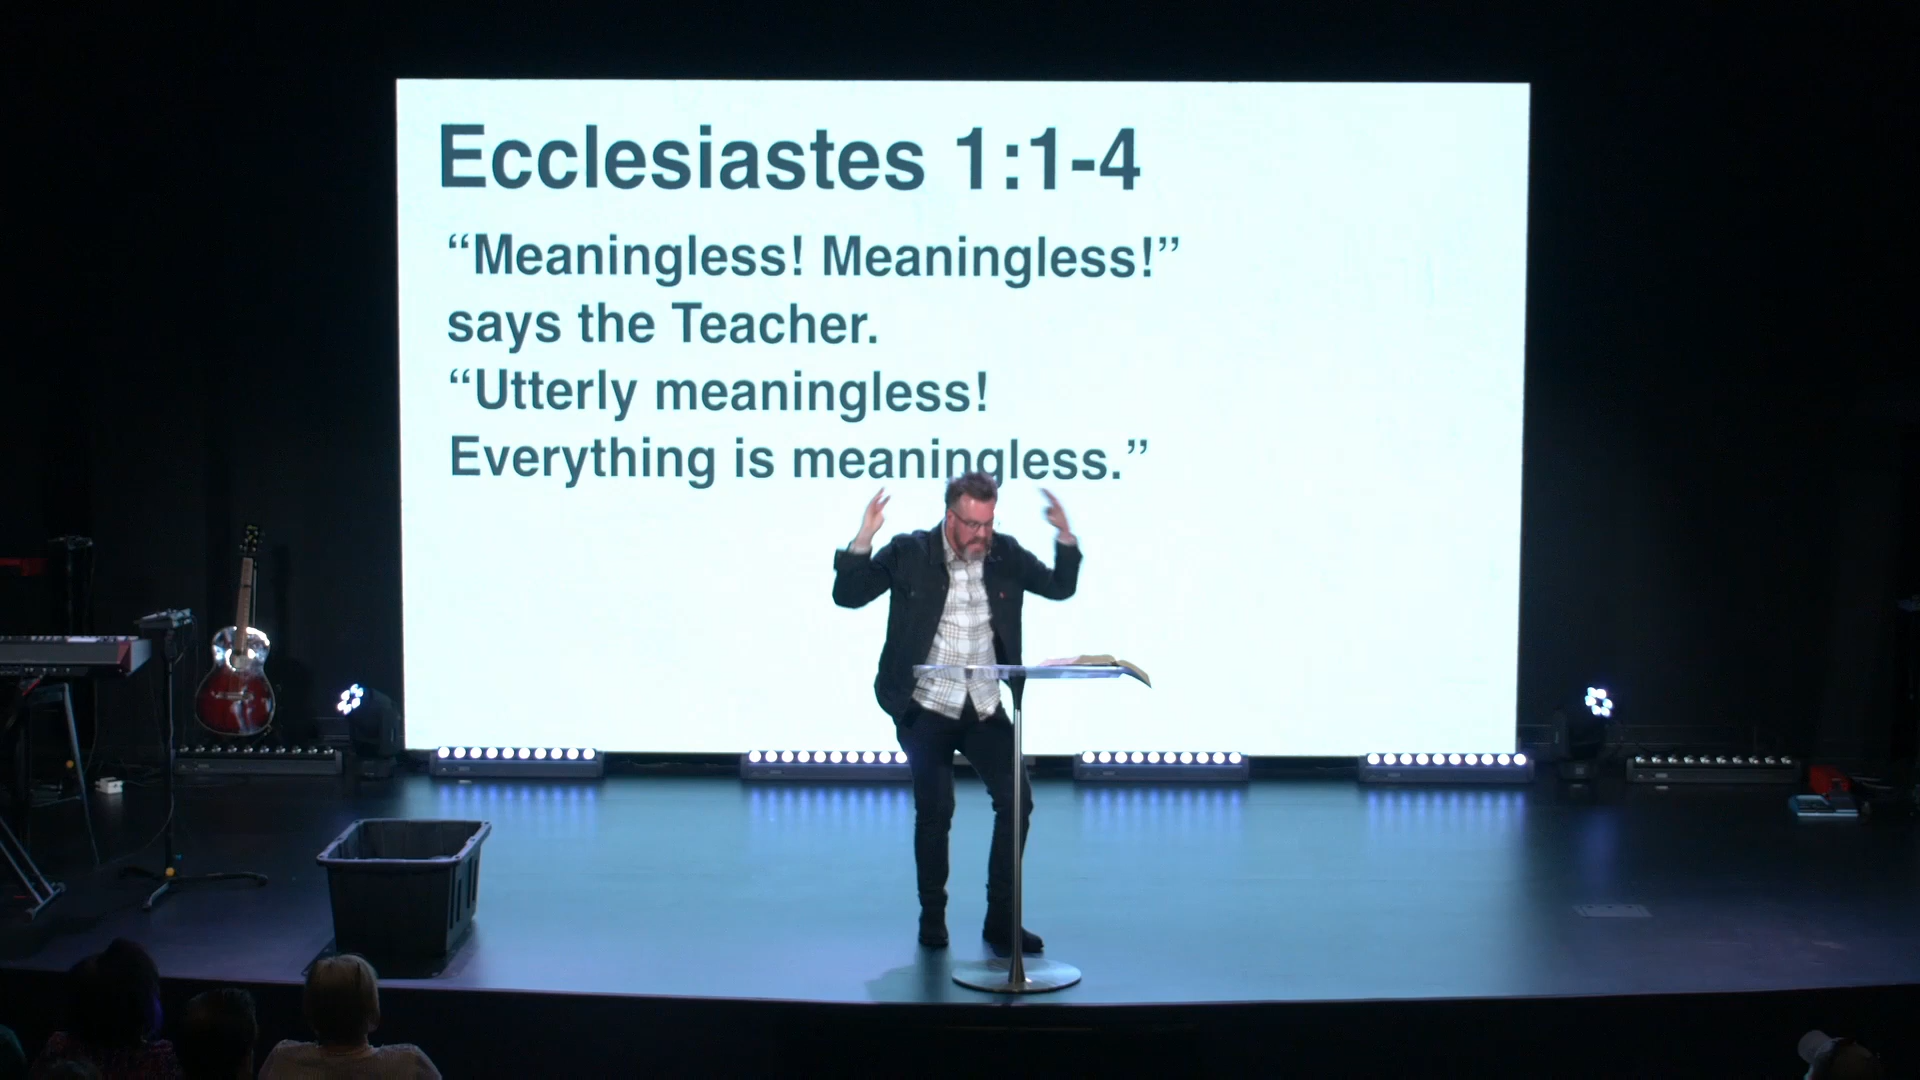 Ecclesiastes 1:1-4
“Meaningless! Meaningless!”
says the Teacher.
“Utterly meaningless!
Everything is meaningless.”